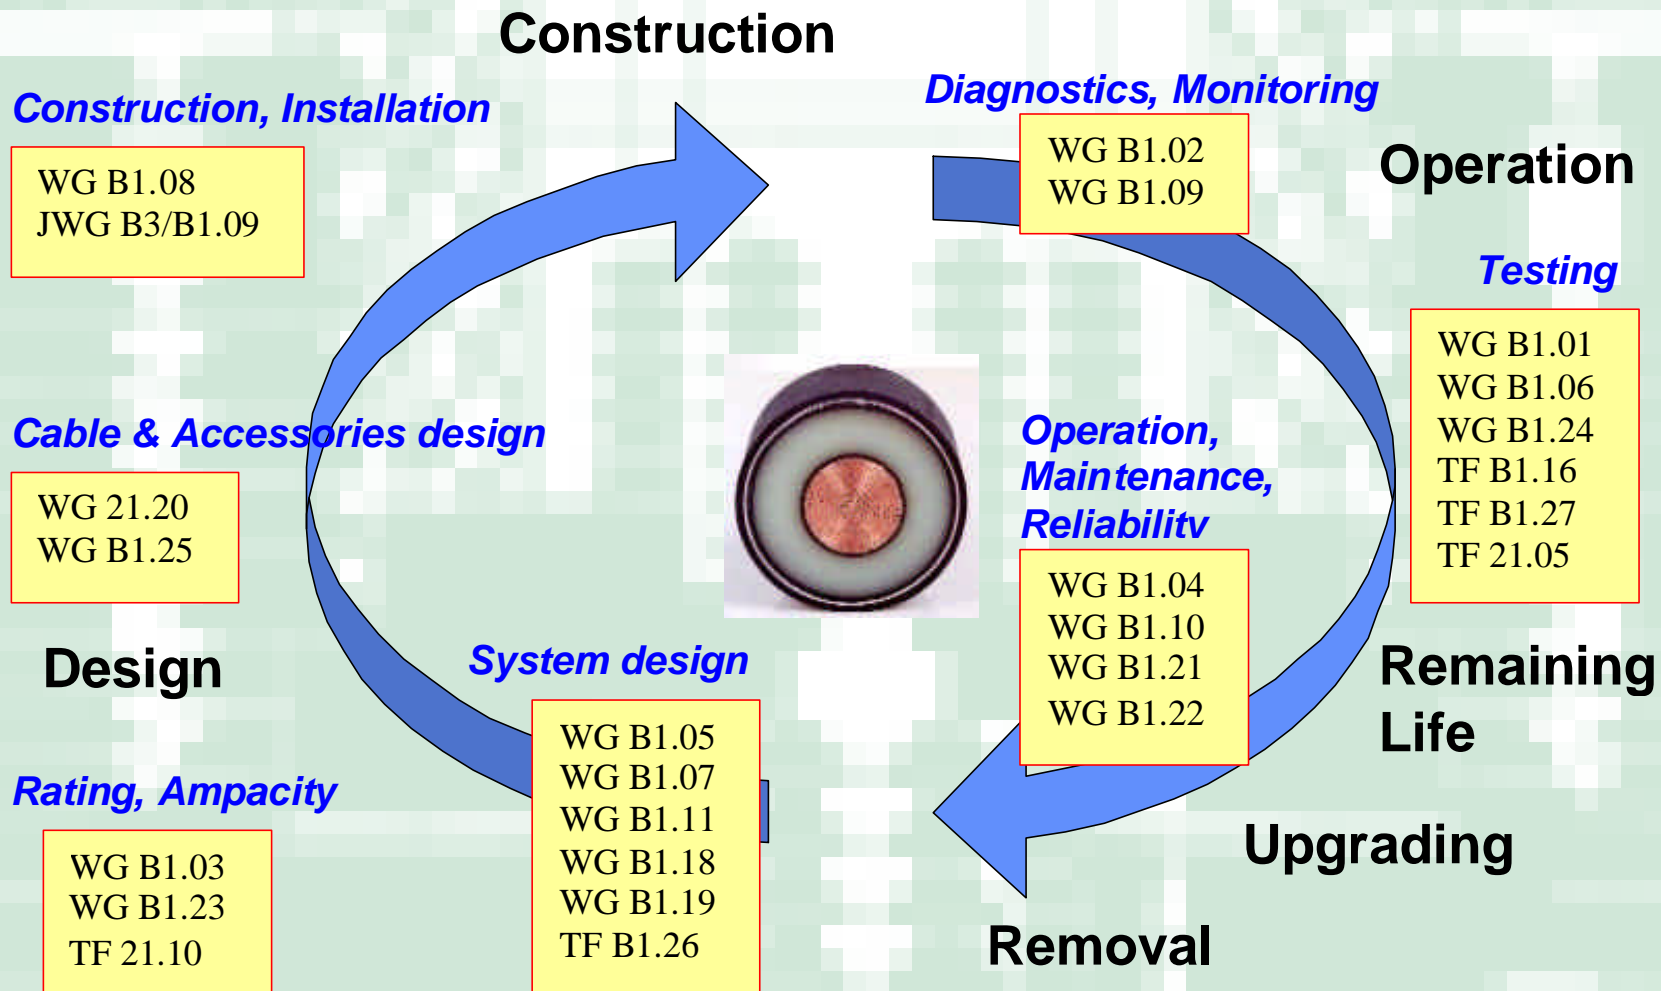 Construction
Construction, Installation
WG B1.08
JWG B3/B1.09
Diagnostics, Monitoring
WG B1.02
WG B1.09
Operation
Testing
WG B1.01
WG B1.06
WG B1.24
TF B1.16
TF B1.27
TF 21.05
Cable & Accessories design
WG 21.20
WG B1.25
Operation,
Maintenance,
Reliability
WG B1.04
WG B1.10
WG B1.21
WG B1.22
Design
System design
WG B1.05
WG B1.07
WG B1.11
WG B1.18
WG B1.19
TF B1.26
Remaining
Life
Rating, Ampacity
WG B1.03
WG B1.23
TF 21.10
Upgrading
Removal